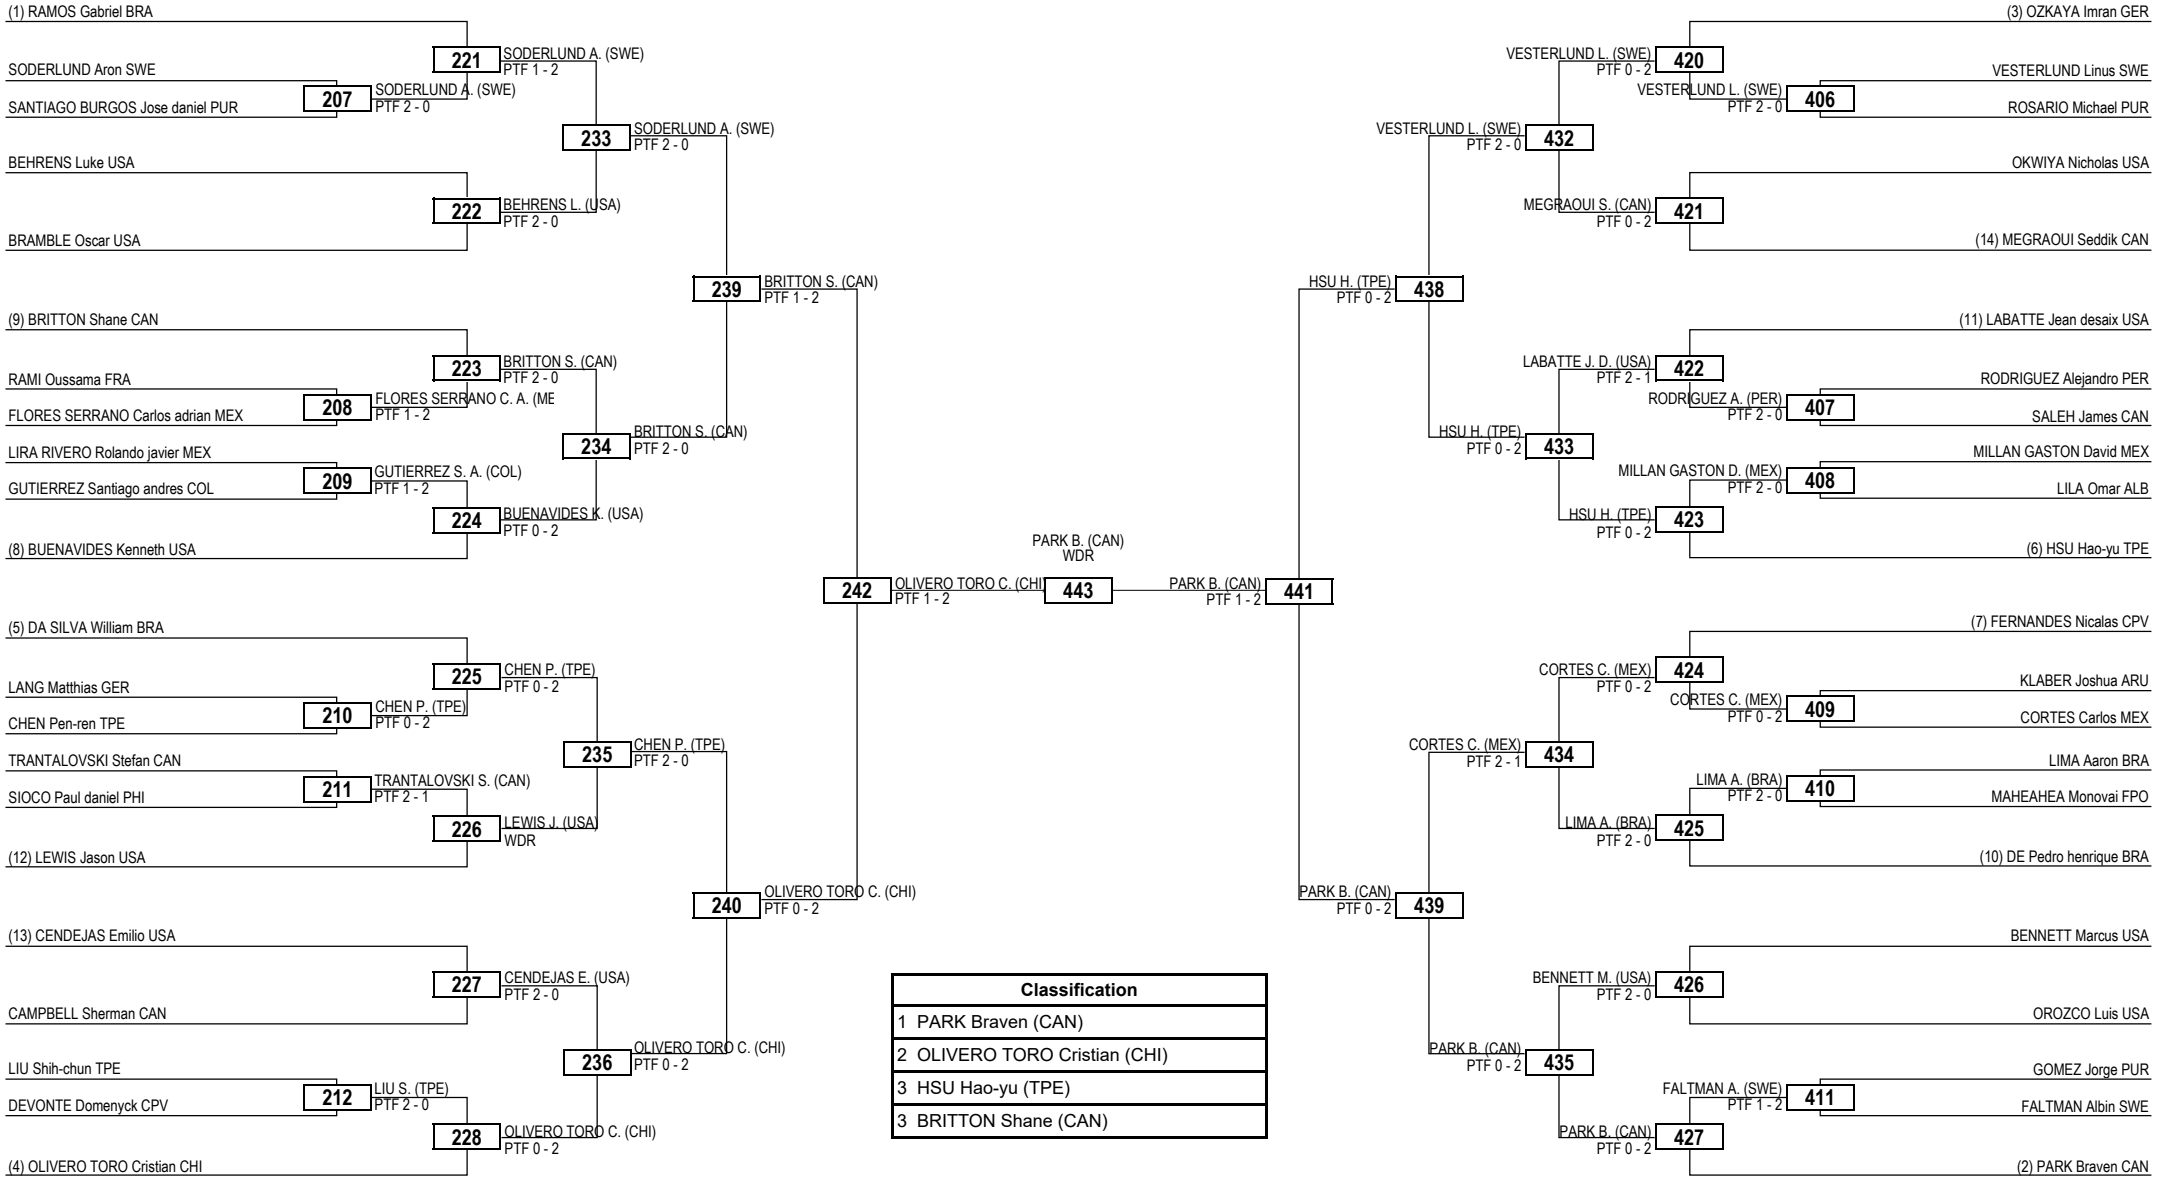 (1) RAMOS Gabriel BRA
SODERLUND Aron SWE
SANTIAGO BURGOS Jose daniel PUR
BEHRENS Luke USA
BRAMBLE Oscar USA
(9) BRITTON Shane CAN
RAMI Oussama FRA
FLORES SERRANO Carlos adrian MEX
LIRA RIVERO Rolando javier MEX
GUTIERREZ Santiago andres COL
(8) BUENAVIDES Kenneth USA
(5) DA SILVA William BRA
LANG Matthias GER
CHEN Pen-ren TPE
TRANTALOVSKI Stefan CAN
SIOCO Paul daniel PHI
(12) LEWIS Jason USA
(13) CENDEJAS Emilio USA
CAMPBELL Sherman CAN
LIU Shih-chun TPE
DEVONTE Domenyck CPV
(4) OLIVERO TORO Cristian CHI
207
SODERLUND A. (SWE)
PTF 2 - 0
208
FLORES SERRANO C. A. (ME
PTF 1 - 2
209
GUTIERREZ S. A. (COL)
PTF 1 - 2
210
CHEN P. (TPE)
PTF 0 - 2
211
TRANTALOVSKI S. (CAN)
PTF 2 - 1
212
LIU S. (TPE)
PTF 2 - 0
221
SODERLUND A. (SWE)
PTF 1 - 2
222
BEHRENS L. (USA)
PTF 2 - 0
223
BRITTON S. (CAN)
PTF 2 - 0
224
BUENAVIDES K. (USA)
PTF 0 - 2
225
CHEN P. (TPE)
PTF 0 - 2
226
LEWIS J. (USA)
WDR
227
CENDEJAS E. (USA)
PTF 2 - 0
228
OLIVERO TORO C. (CHI)
PTF 0 - 2
233
SODERLUND A. (SWE)
PTF 2 - 0
234
BRITTON S. (CAN)
PTF 2 - 0
235
CHEN P. (TPE)
PTF 2 - 0
236
OLIVERO TORO C. (CHI)
PTF 0 - 2
239
BRITTON S. (CAN)
PTF 1 - 2
240
OLIVERO TORO C. (CHI)
PTF 0 - 2
242
OLIVERO TORO C. (CHI)
PTF 1 - 2
PARK B. (CAN)
WDR
443
PARK B. (CAN)
PTF 1 - 2
441
HSU H. (TPE)
PTF 0 - 2
438
PARK B. (CAN)
PTF 0 - 2
439
VESTERLUND L. (SWE)
PTF 2 - 0
432
HSU H. (TPE)
PTF 0 - 2
433
CORTES C. (MEX)
PTF 2 - 1
434
PARK B. (CAN)
PTF 0 - 2
435
VESTERLUND L. (SWE)
PTF 0 - 2
420
MEGRAOUI S. (CAN)
PTF 0 - 2
421
LABATTE J. D. (USA)
PTF 2 - 1
422
HSU H. (TPE)
PTF 0 - 2
423
CORTES C. (MEX)
PTF 0 - 2
424
LIMA A. (BRA)
PTF 2 - 0
425
BENNETT M. (USA)
PTF 2 - 0
426
PARK B. (CAN)
PTF 0 - 2
427
VESTERLUND L. (SWE)
PTF 2 - 0
406
RODRIGUEZ A. (PER)
PTF 2 - 0
407
MILLAN GASTON D. (MEX)
PTF 2 - 0
408
CORTES C. (MEX)
PTF 0 - 2
409
LIMA A. (BRA)
PTF 2 - 0
410
FALTMAN A. (SWE)
PTF 1 - 2
411
(3) OZKAYA Imran GER
VESTERLUND Linus SWE
ROSARIO Michael PUR
OKWIYA Nicholas USA
(14) MEGRAOUI Seddik CAN
(11) LABATTE Jean desaix USA
RODRIGUEZ Alejandro PER
SALEH James CAN
MILLAN GASTON David MEX
LILA Omar ALB
(6) HSU Hao-yu TPE
(7) FERNANDES Nicalas CPV
KLABER Joshua ARU
CORTES Carlos MEX
LIMA Aaron BRA
MAHEAHEA Monovai FPO
(10) DE Pedro henrique BRA
BENNETT Marcus USA
OROZCO Luis USA
GOMEZ Jorge PUR
FALTMAN Albin SWE
(2) PARK Braven CAN
Classification
1 PARK Braven (CAN)
2 OLIVERO TORO Cristian (CHI)
3 HSU Hao-yu (TPE)
3 BRITTON Shane (CAN)